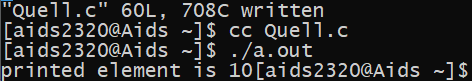 "Quell.c" 60L, 708C written
[aids2320@Aids ~]$ cc Quell.c
[aids2320@Aids ~]$ ./a.out
printed element is 10[aids2320@Aids ~]$